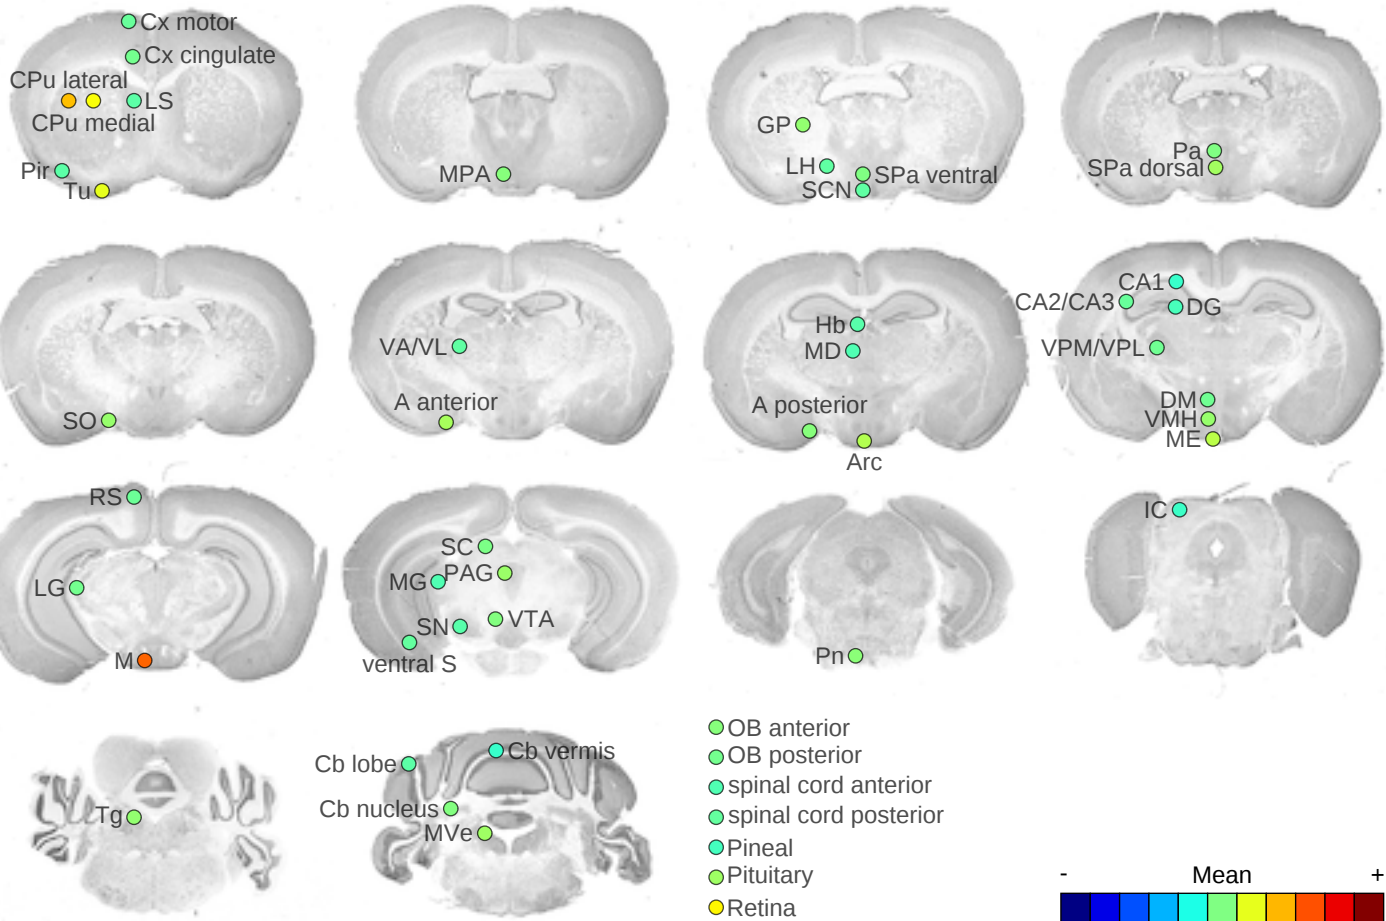 Cx motor
Cx cingulate
CPu lateral
LS
CPu medial
Pir
Tu
MPA
GP
LH
SPa ventral
SCN
Pa
SPa dorsal
SO
VA/VL
A anterior
Hb
MD
A posterior
Arc
CA1
CA2/CA3
DG
VPM/VPL
DM
VMH
ME
RS
LG
M
SC
MG
PAG
SN
VTA
ventral S
Pn
IC
Tg
Cb lobe
Cb vermis
Cb nucleus
MVe
OB anterior
OB posterior
spinal cord anterior
spinal cord posterior
Pineal
Pituitary
Retina
- Mean +